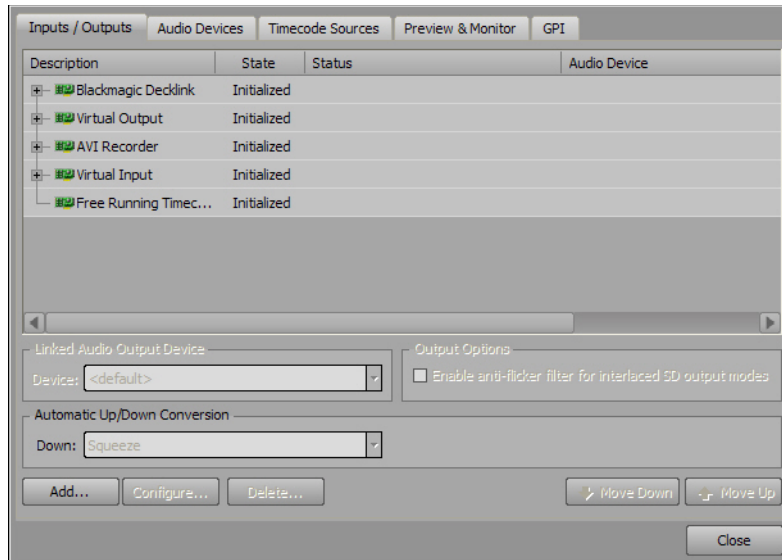 Inputs / Outputs Audio Devices Timecode Sources Preview & Monitor GPI
Description State Status Audio Device
Blackmagic Decklink Initialized
Virtual Output Initialized
AVI Recorder Initialized
Virtual Input Initialized
Free Running Timec... Initialized
Linked Audio Output Device Output Options
Device: <default> Enable anti-flicker filter for interlaced SD output modes
Automatic Up/Down Conversion
Down: Squeeze
Add... Configure... Delete... Move Down Move Up
Close